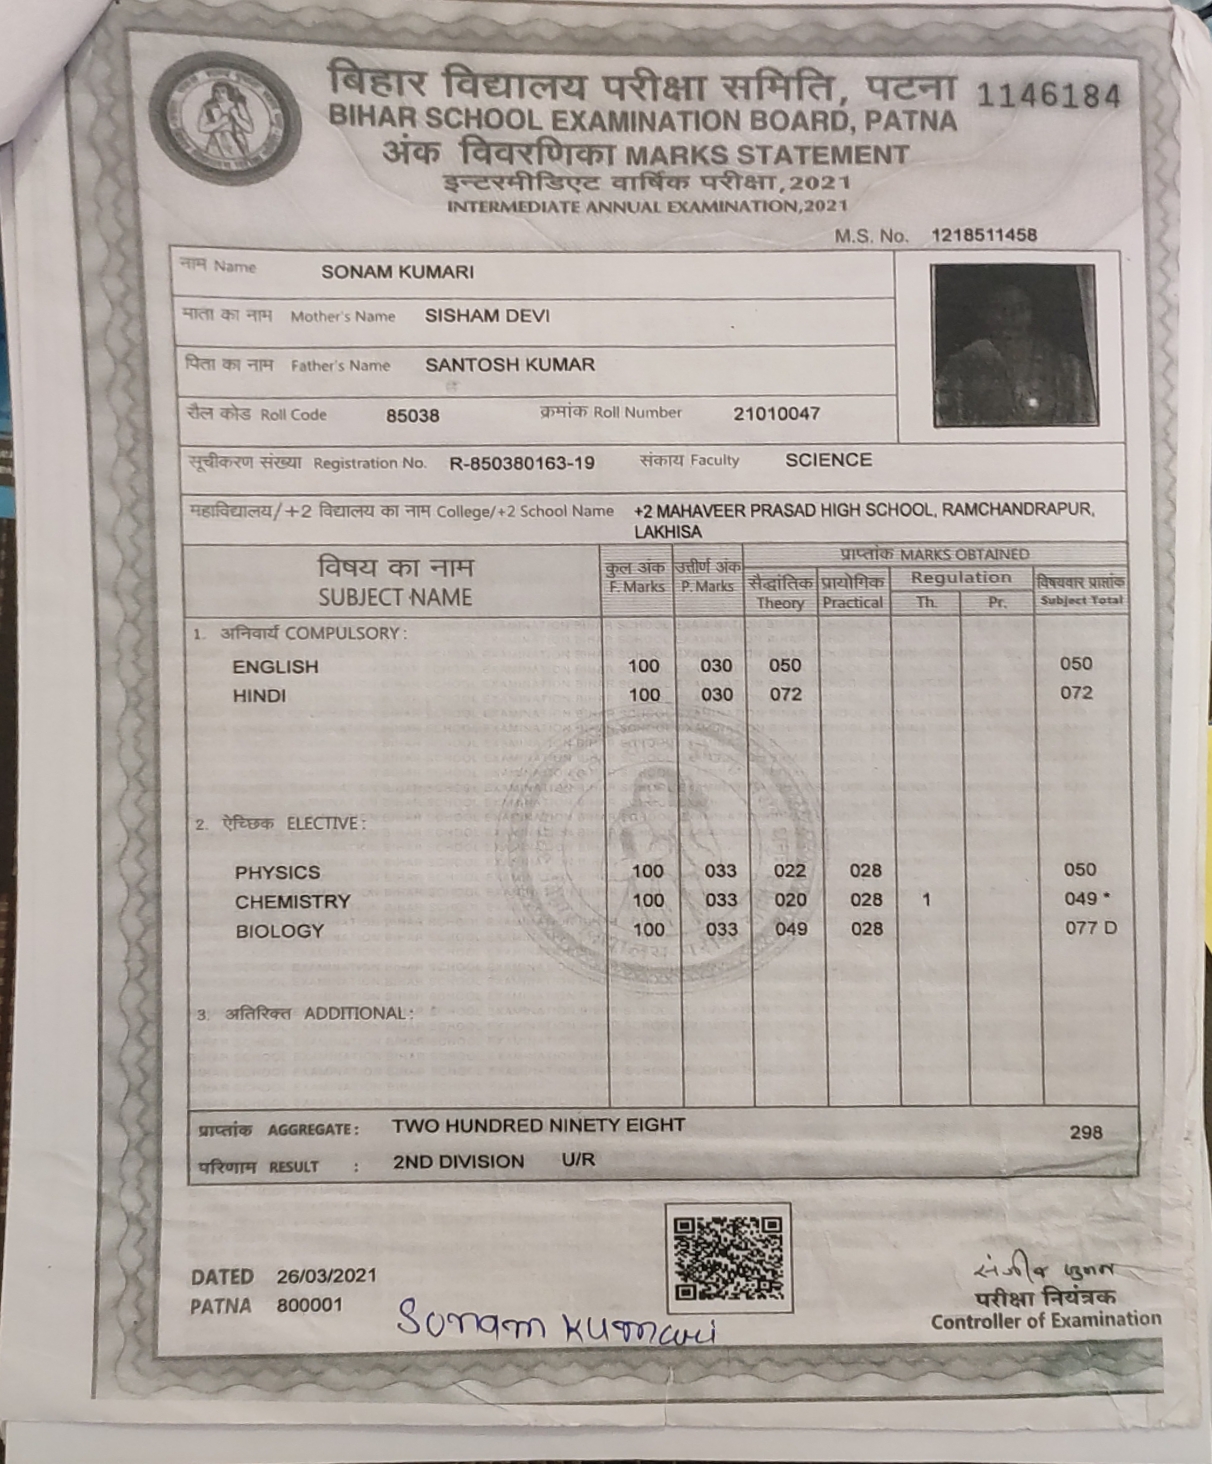 बिहार विद्यालय परीक्षा समिति, पटना 1146184
BIHAR SCHOOL EXAMINATION BOARD, PATNA
अंक विवरणिका MARKS STATEMENT
इन्टरमीडिएट वार्षिक परीक्षा, 2021
INTERMEDIATE ANNUAL EXAMINATION, 2021
M.S. No. 1218511458
नाम Name SONAM KUMARI
माता का नाम Mother's Name SISHAM DEVI
पिता का नाम Father's Name SANTOSH KUMAR
रौल कोड Roll Code 85038 क्रमांक Roll Number 21010047
सूचीकरण संख्या Registration No. R-850380163-19 संकाय Faculty SCIENCE
महाविद्यालय/+2 विद्यालय का नाम College/+2 School Name +2 MAHAVEER PRASAD HIGH SCHOOL, RAMCHANDRAPUR,
LAKHISA
विषय का नाम कुल अंक उत्तीर्ण अंक प्राप्तांक MARKS OBTAINED
SUBJECT NAME F. Marks P. Marks सैद्धांतिक प्रायोगिक Regulation विषयवार प्राप्तांक
Theory Practical Th. Pr. Subject Total
1. अनिवार्य COMPULSORY:
ENGLISH 100 030 050 050
HINDI 100 030 072 072
2. ऐच्छिक ELECTIVE:
PHYSICS 100 033 022 028 050
CHEMISTRY 100 033 020 028 1 049 *
BIOLOGY 100 033 049 028 077 D
3. अतिरिक्त ADDITIONAL:
प्राप्तांक AGGREGATE: TWO HUNDRED NINETY EIGHT 298
परिणाम RESULT : 2ND DIVISION U/R
DATED 26/03/2021
PATNA 800001
Sonam Kumari
परीक्षा नियंत्रक
Controller of Examination